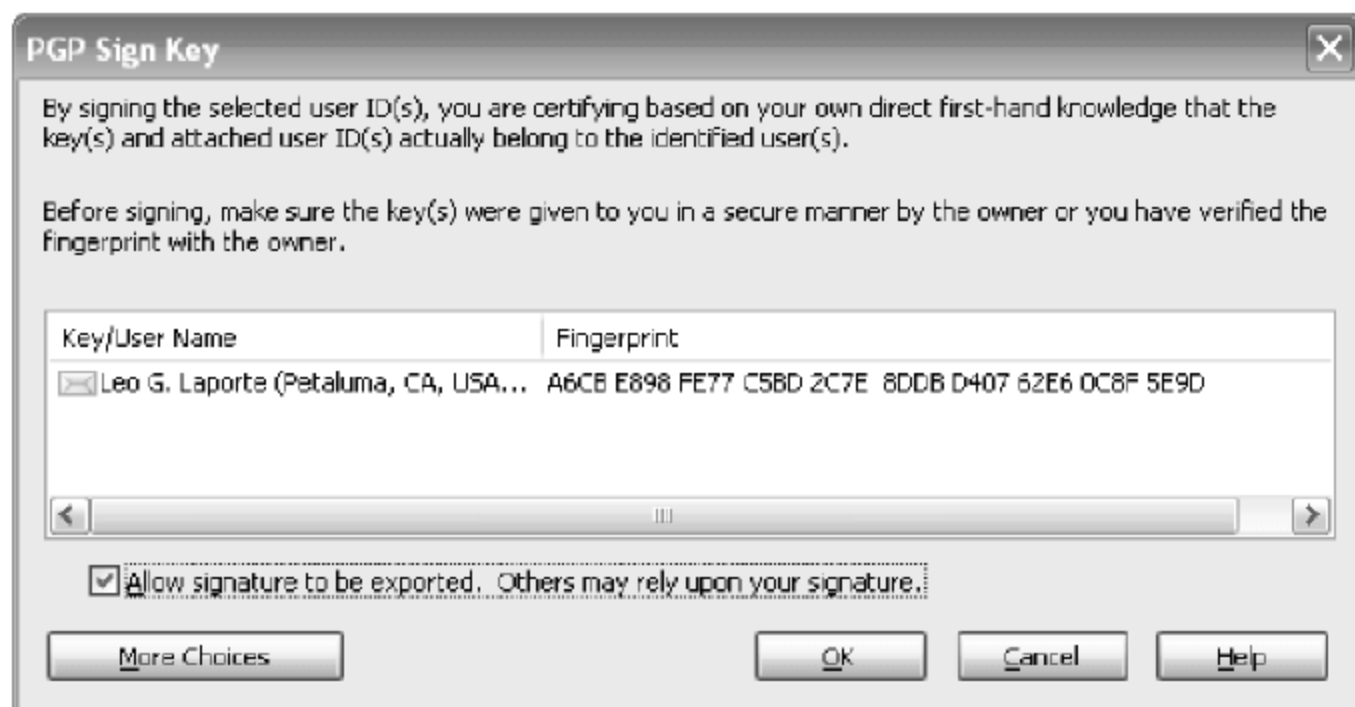 PGP Sign Key
By signing the selected user ID(s), you are certifying based on your own direct first-hand knowledge that the
key(s) and attached user ID(s) actually belong to the identified user(s).
Before signing, make sure the key(s) were given to you in a secure manner by the owner or you have verified the
fingerprint with the owner.
Key/User Name Fingerprint
Leo G. Laporte (Petaluma, CA, USA... A6CB E898 FE77 C5BD 2C7E 8DDB D407 62E6 0C8F 5E9D
Allow signature to be exported. Others may rely upon your signature.
More Choices OK Cancel Help